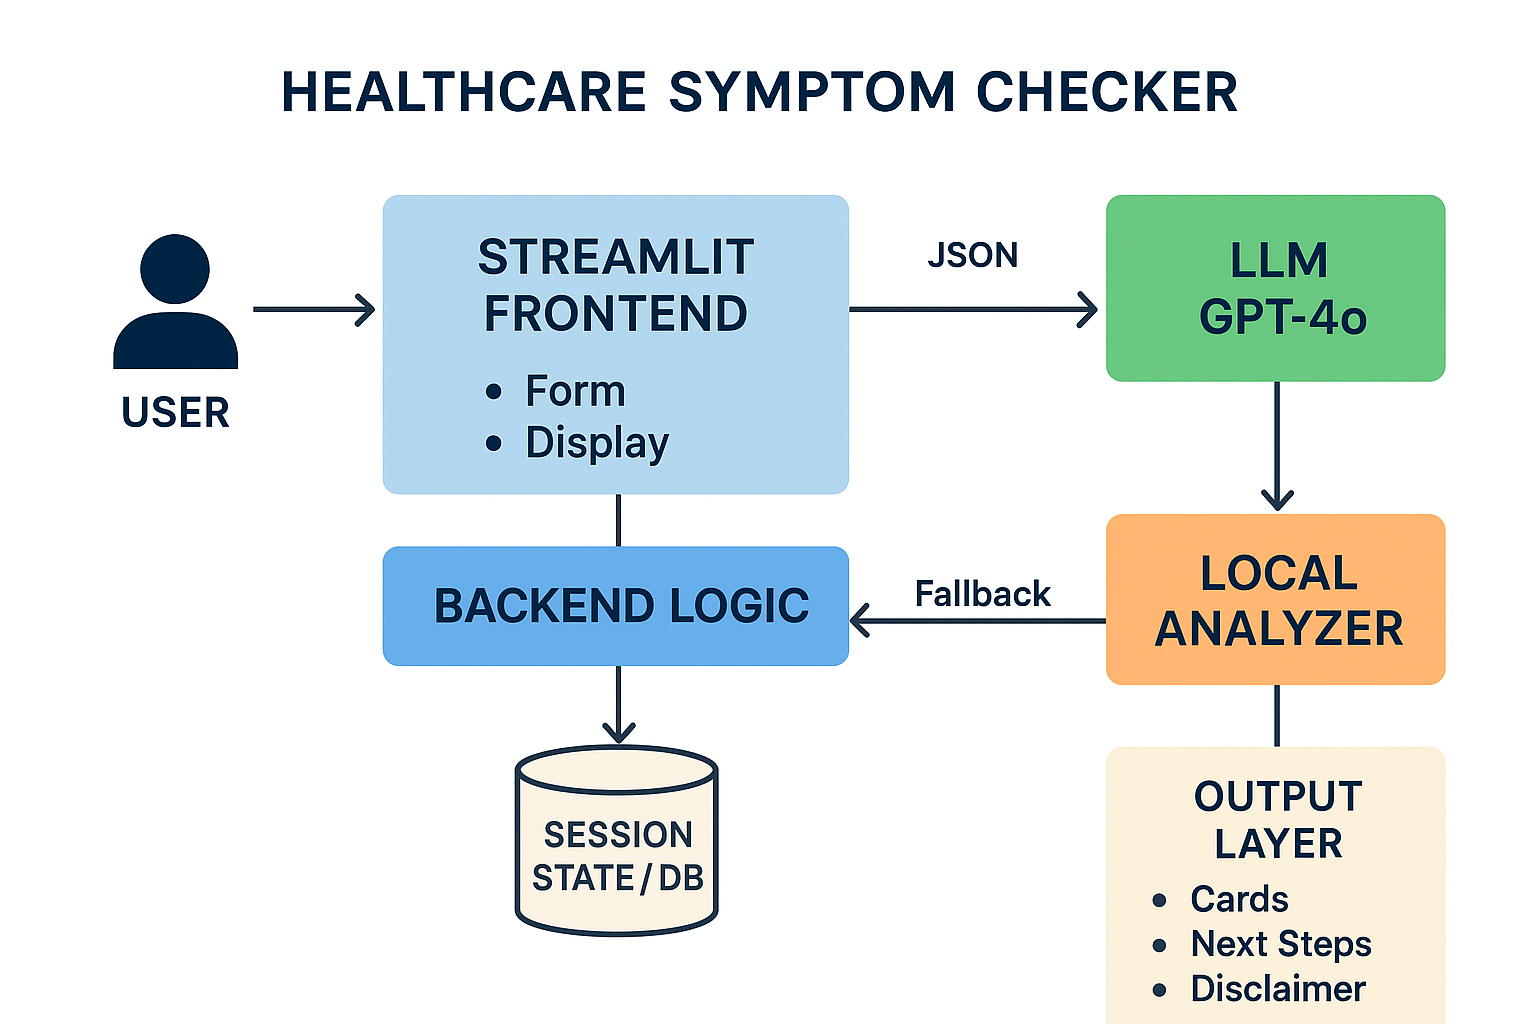 HEALTHCARE SYMPTOM CHECKER
USER
STREAMLIT
FRONTEND
• Form
• Display
JSON
LLM
GPT-4o
BACKEND LOGIC
Fallback
LOCAL
ANALYZER
SESSION
STATE / DB
OUTPUT
LAYER
• Cards
• Next Steps
• Disclaimer